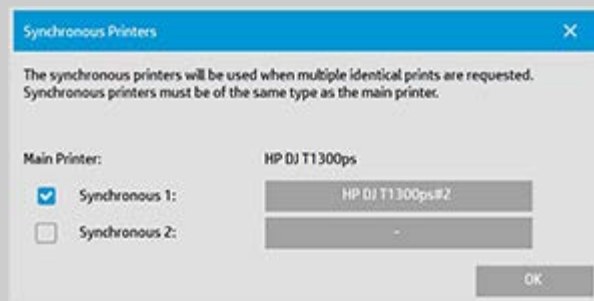 Synchronous Printers
The synchronous printers will be used when multiple identical prints are requested.
Synchronous printers must be of the same type as the main printer.
Main Printer: HP DJ T1300ps
Synchronous 1: HP DJ T1300ps#2
Synchronous 2: -
OK